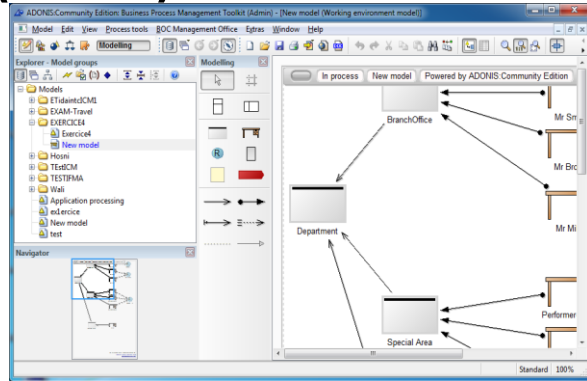 ADONIS:Community Edition: Business Process Management Toolkit (Admin) - [New model (Working environment model)]
Model Edit View Process tools BOC Management Office Extras Window Help
Modelling
Explorer - Model groups
Modelling
In process New model Powered by ADONIS:Community Edition
Models
ETidaintsICM1
EXAM-Travel
EXERCICE4
Exercice4
New model
Hosni
TEstICM
TESTIFMA
Wali
Application processing
ex1ercice
New model
test
R
Navigator
BranchOffice
Mr Sm
Mr Bro
Mr Mi
Department
Special Area
Performer
Standard 100%